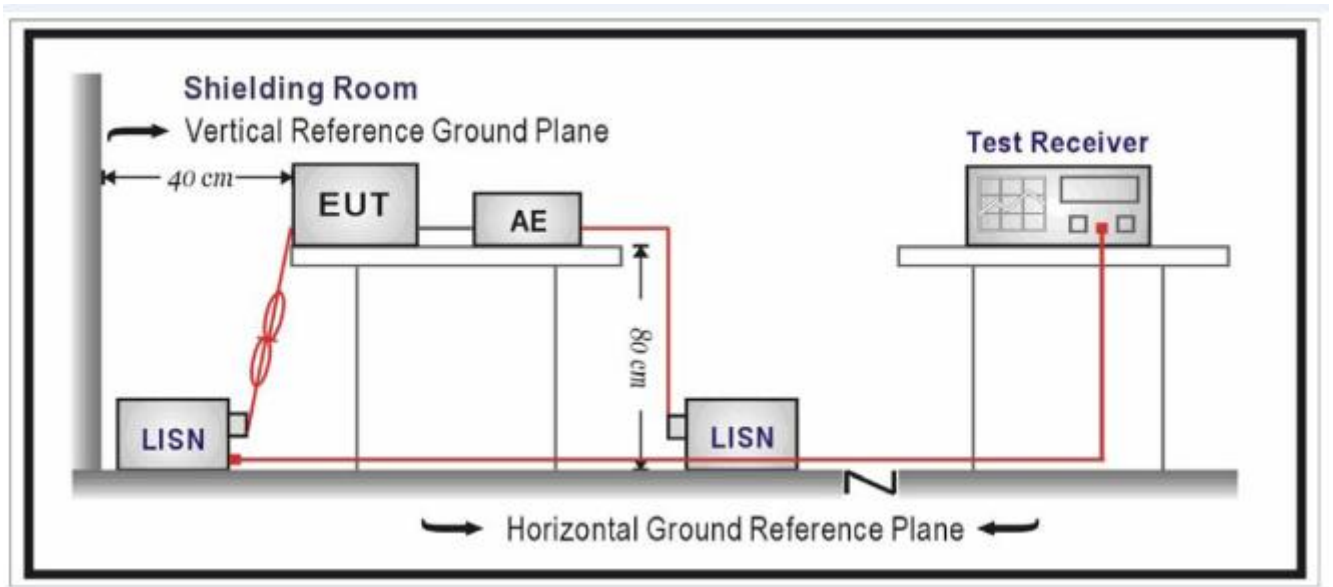 Shielding Room
Vertical Reference Ground Plane
40 cm
EUT
AE
Test Receiver
80 cm
LISN
LISN
Horizontal Ground Reference Plane